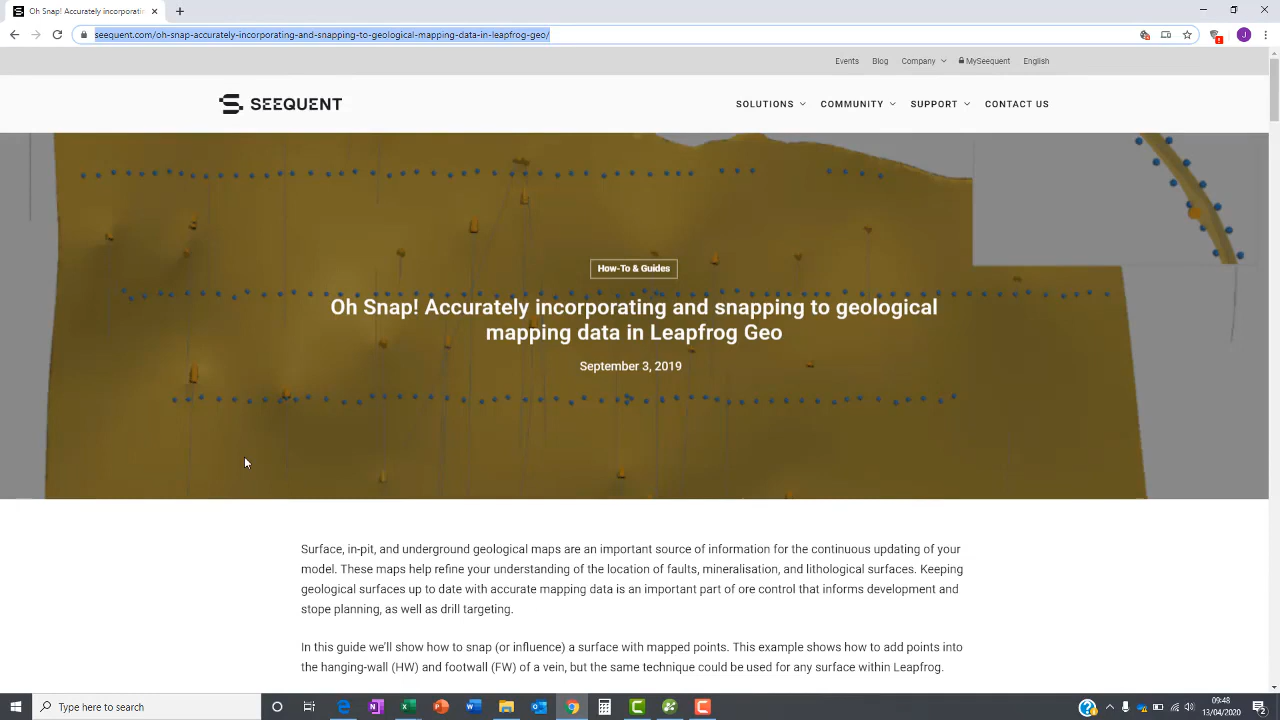 Oh Snap! Accurately incorporati
seequent.com/oh-snap-accurately-incorporating-and-snapping-to-geological-mapping-data-in-leapfrog-geo/
Events Blog Company MySeequent English
SEEQUENT
SOLUTIONS COMMUNITY SUPPORT CONTACT US
How-To & Guides
Oh Snap! Accurately incorporating and snapping to geological
mapping data in Leapfrog Geo
September 3, 2019
Surface, in-pit, and underground geological maps are an important source of information for the continuous updating of your
model. These maps help refine your understanding of the location of faults, mineralisation, and lithological surfaces. Keeping
geological surfaces up to date with accurate mapping data is an important part of ore control that informs development and
stope planning, as well as drill targeting.
In this guide we'll show how to snap (or influence) a surface with mapped points. This example shows how to add points into
the hanging-wall (HW) and footwall (FW) of a vein, but the same technique could be used for any surface within Leapfrog.
Type here to search
09:48
13/04/2020